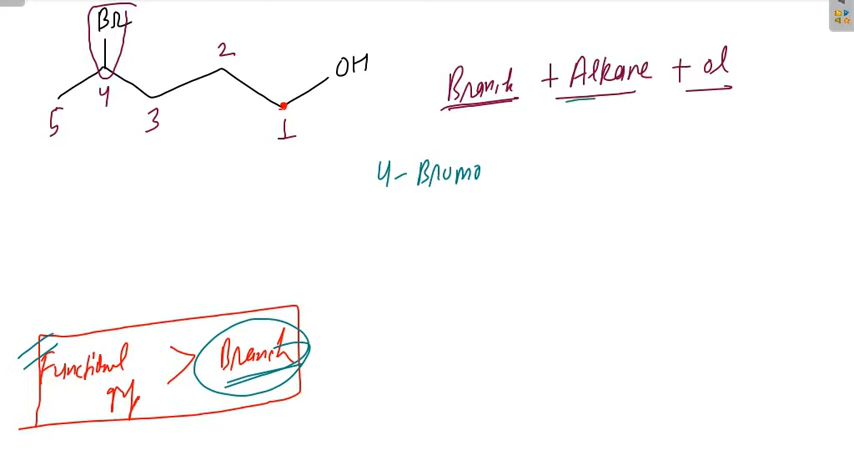 Br
2
OH
Branch + Alkane + ol
4
5
3
1
4-Bromo
Functional > Branch
gp.